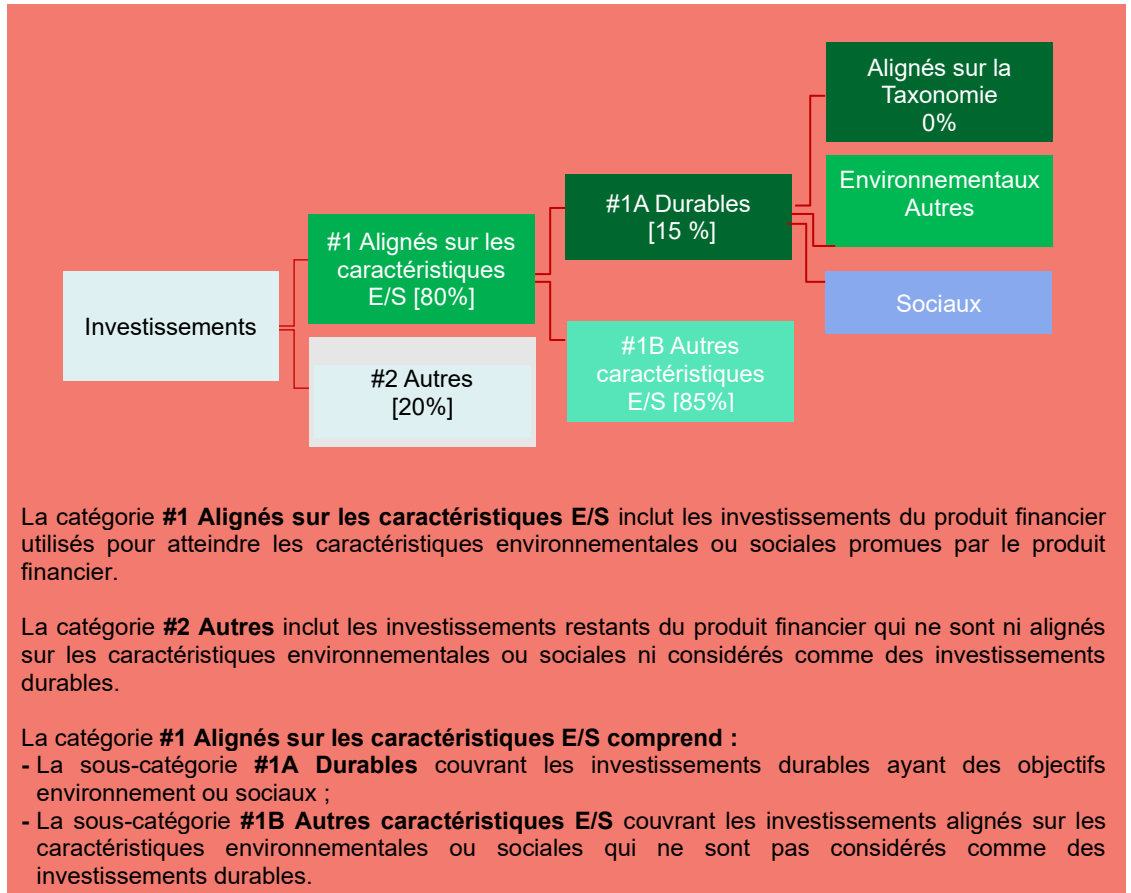 Alignés sur la
Taxonomie
0%
Environnementaux
Autres
#1A Durables
[15 %]
#1 Alignés sur les
caractéristiques
E/S [80%]
Sociaux
Investissements
#1B Autres
caractéristiques
E/S [85%]
#2 Autres
[20%]
La catégorie #1 Alignés sur les caractéristiques E/S inclut les investissements du produit financier
utilisés pour atteindre les caractéristiques environnementales ou sociales promues par le produit
financier.
La catégorie #2 Autres inclut les investissements restants du produit financier qui ne sont ni alignés
sur les caractéristiques environnementales ou sociales ni considérés comme des investissements
durables.
La catégorie #1 Alignés sur les caractéristiques E/S comprend :
- La sous-catégorie #1A Durables couvrant les investissements durables ayant des objectifs
environnement ou sociaux ;
- La sous-catégorie #1B Autres caractéristiques E/S couvrant les investissements alignés sur les
caractéristiques environnementales ou sociales qui ne sont pas considérés comme des
investissements durables.